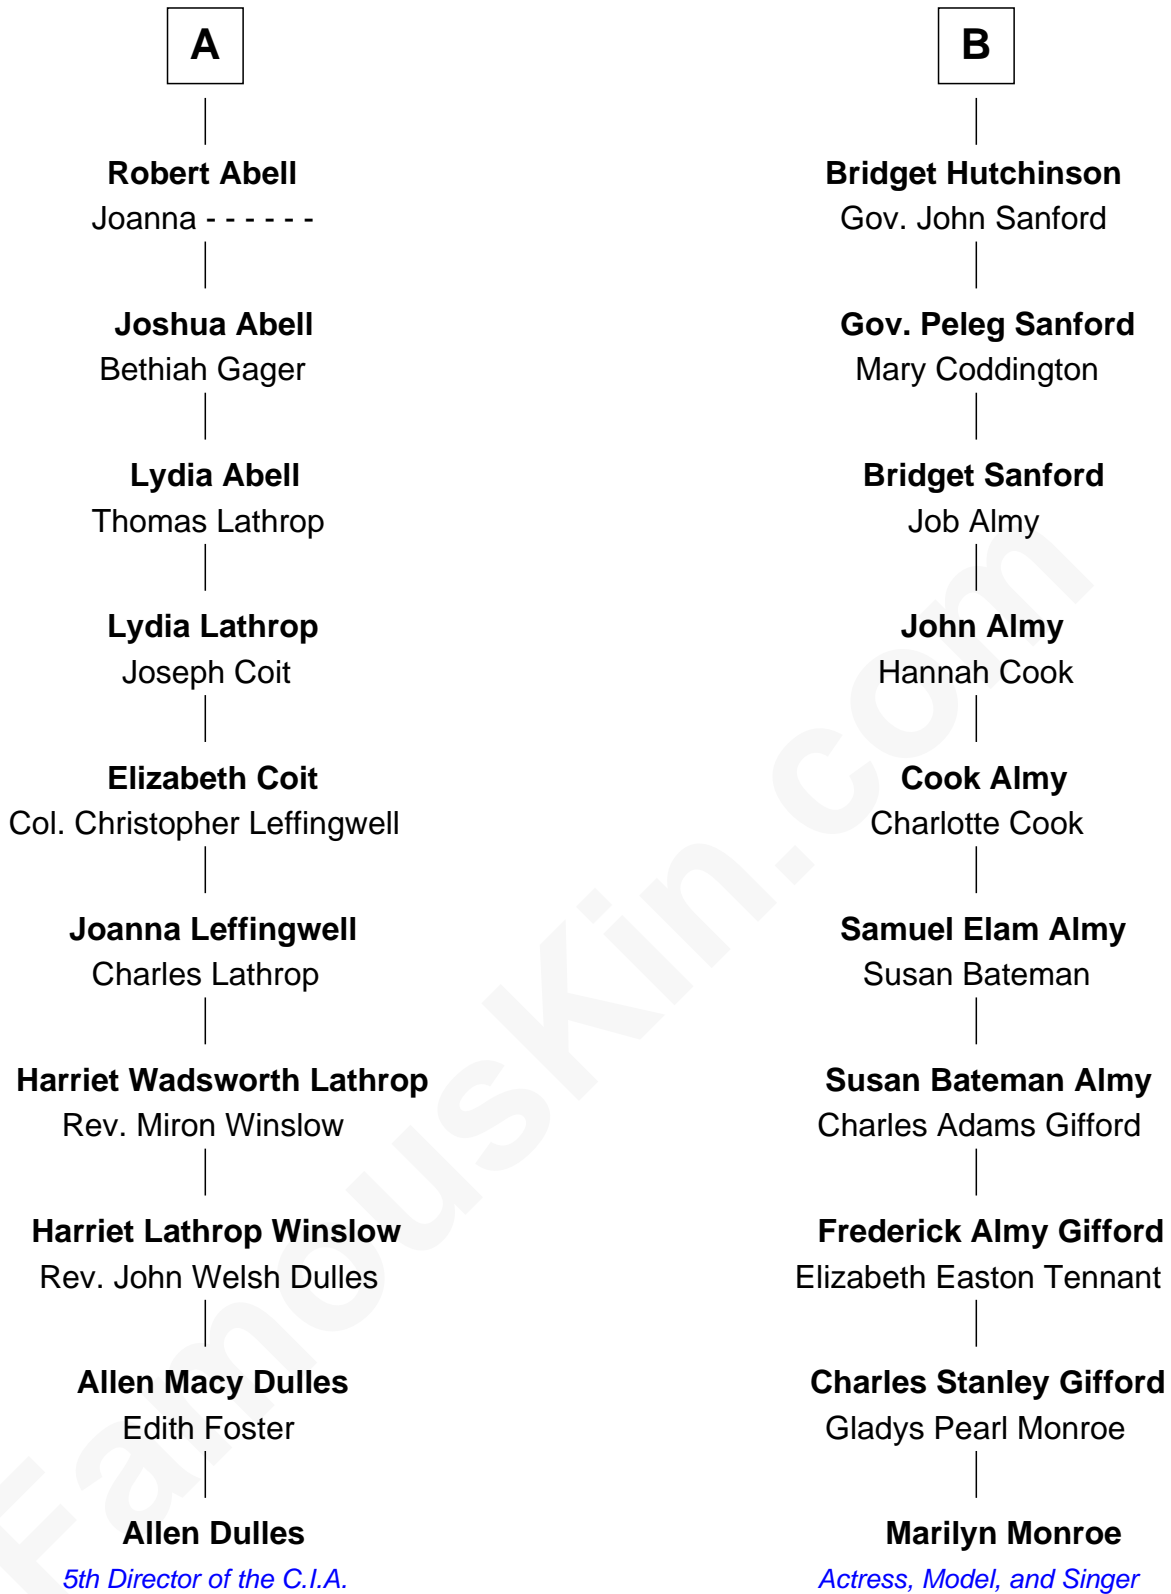 A
Robert Abell
Joanna - - - - - -
Joshua Abell
Bethiah Gager
Lydia Abell
Thomas Lathrop
Lydia Lathrop
Joseph Coit
Elizabeth Coit
Col. Christopher Leffingwell
Joanna Leffingwell
Charles Lathrop
Harriet Wadsworth Lathrop
Rev. Miron Winslow
Harriet Lathrop Winslow
Rev. John Welsh Dulles
Allen Macy Dulles
Edith Foster
Allen Dulles
5th Director of the C.I.A.
B
Bridget Hutchinson
Gov. John Sanford
Gov. Peleg Sanford
Mary Coddington
Bridget Sanford
Job Almy
John Almy
Hannah Cook
Cook Almy
Charlotte Cook
Samuel Elam Almy
Susan Bateman
Susan Bateman Almy
Charles Adams Gifford
Frederick Almy Gifford
Elizabeth Easton Tennant
Charles Stanley Gifford
Gladys Pearl Monroe
Marilyn Monroe
Actress, Model, and Singer
FamousKin.com